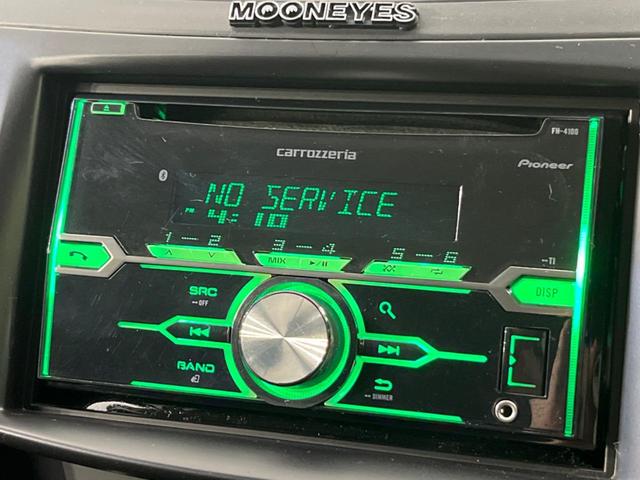 MOONEYES
FH-4100
carrozzeria
Pioneer
NO SERVICE
PM 4:10
1 — 2
3 — 4
5 — 6
MIX
DISP
SRC
OFF
BAND
DIMMER